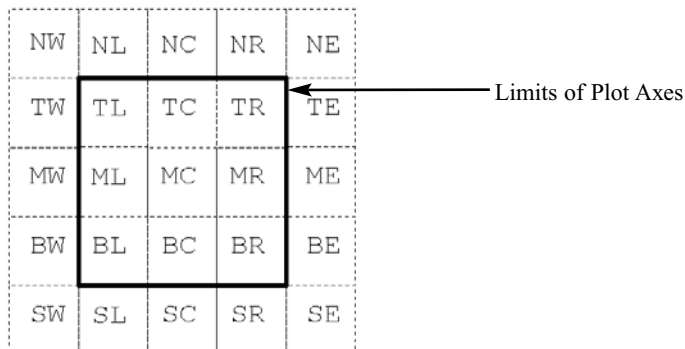 NW NL NC NR NE
TW TL TC TR TE
Limits of Plot Axes
MW ML MC MR ME
BW BL BC BR BE
SW SL SC SR SE